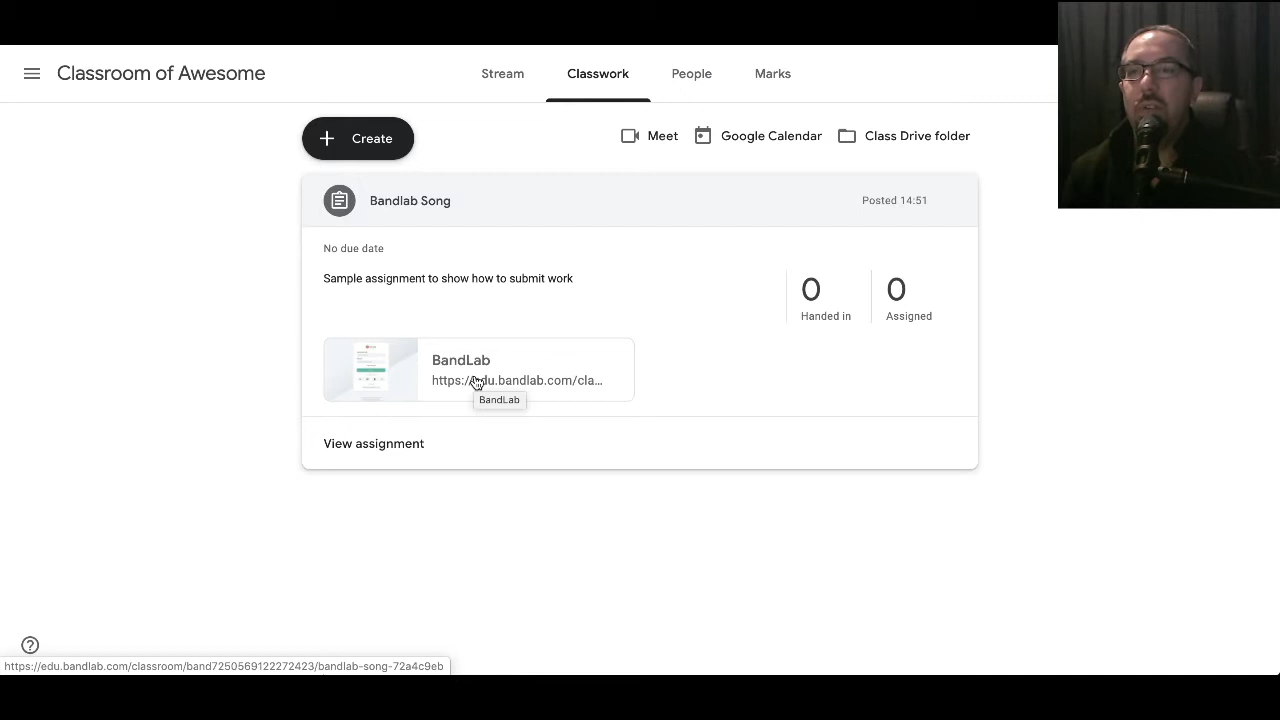 Classroom of Awesome
Stream
Classwork
People
Marks
Create
Meet
Google Calendar
Class Drive folder
Bandlab Song
Posted 14:51
No due date
Sample assignment to show how to submit work
0
Handed in
0
Assigned
BandLab
https://edu.bandlab.com/cla...
BandLab
View assignment
https://edu.bandlab.com/classroom/band7250569122272423/bandlab-song-72a4c9eb